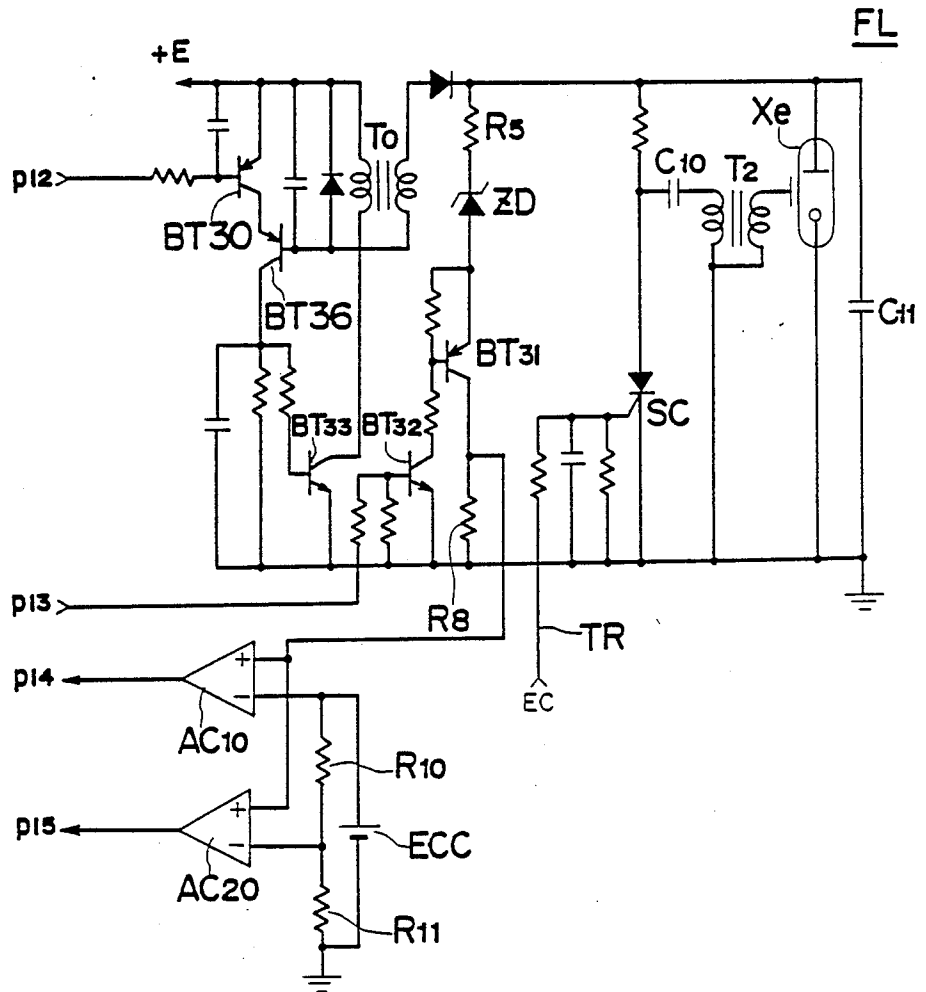 FL
+E
p12
BT30
BT36
T0
R5
ZD
C10
T2
Xe
C11
BT31
SC
BT33
BT32
p13
R8
TR
EC
p14
+
−
AC10
R10
p15
+
−
ECC
AC20
R11